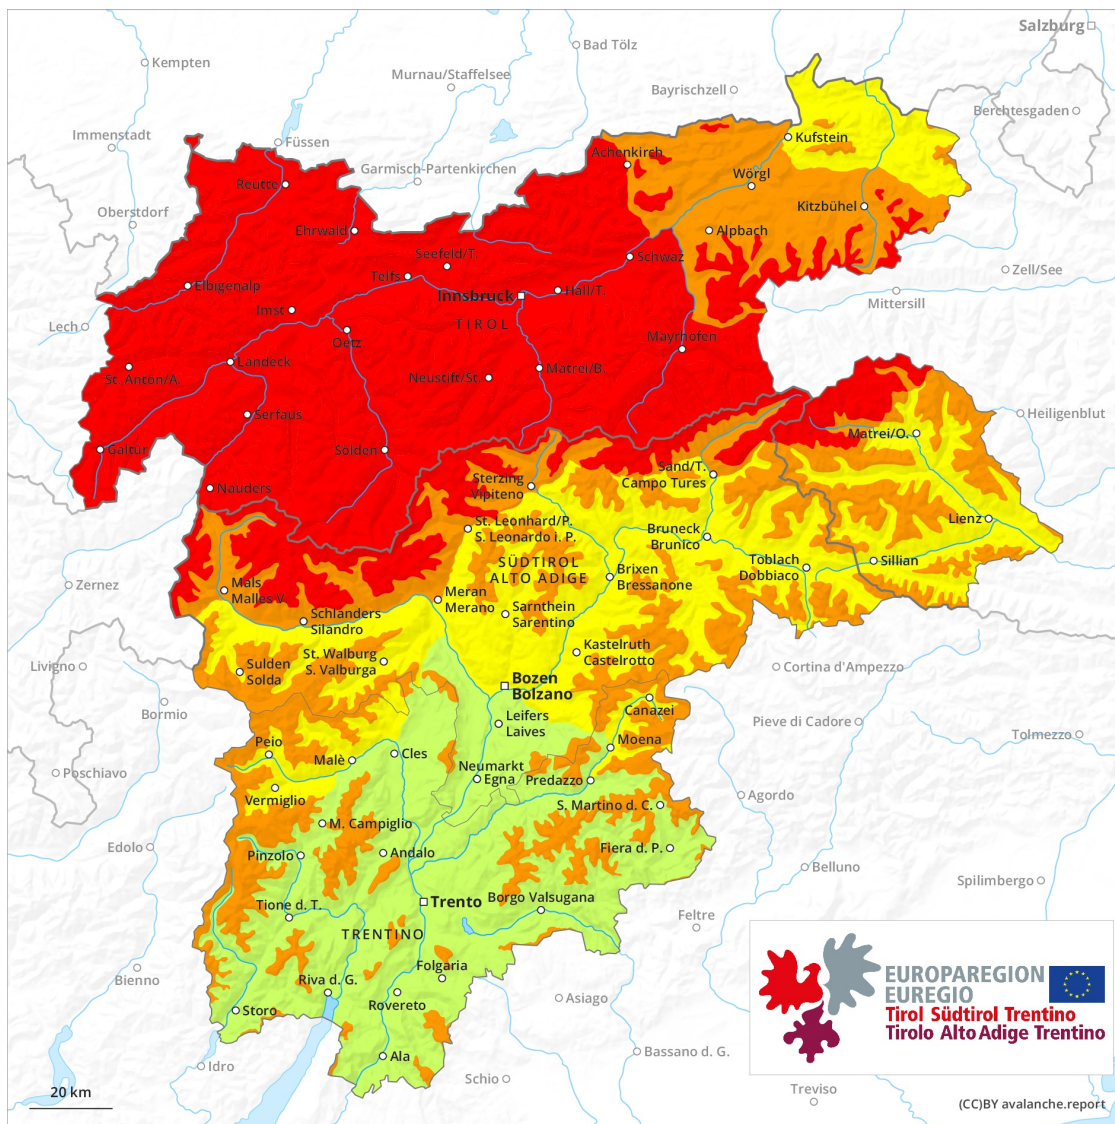 Salzburg
Bad Tölz
Kempten
Murnau/Staffelsee
Bayrischzell
Berchtesgaden
Immenstadt
Füssen
Kufstein
Achenkirch
Garmisch-Partenkirchen
Wörgl
Reutte
Oberstdorf
Kitzbühel
Ehrwald
Alpbach
Seefeld/T.
Schwaz
Telfs
Zell/See
Elbigenalp
Innsbruck
Hall/T.
Mittersill
Imst
TIROL
Lech
Oetz
Mayrhofen
Landeck
Matrei/B.
St. Anton/A.
Neustift/St.
Serfaus
Heiligenblut
Matrei/O.
Galtür
Sölden
Sand/T.
Campo Tures
Sterzing
Vipiteno
Nauders
St. Leonhard/P.
S. Leonardo i. P.
Bruneck
Brunico
Lienz
SÜDTIROL
ALTO ADIGE
Toblach
Dobbiaco
Sillian
Brixen
Bressanone
Zernez
Mals
Malles V.
Meran
Merano
Schlanders
Silandro
Sarnthein
Sarentino
Kastelruth
Castelrotto
St. Walburg
S. Valburga
Livigno
Sulden
Solda
Cortina d'Ampezzo
Bozen
Bolzano
Bormio
Canazei
Leifers
Laives
Pieve di Cadore
Tolmezzo
Peio
Moena
Cles
Malè
Poschiavo
Neumarkt
Egna
Predazzo
Vermiglio
Agordo
S. Martino d. C.
M. Campiglio
Edolo
Pinzolo
Andalo
Fiera d. P.
Belluno
Spilimbergo
Trento
Borgo Valsugana
Tione d. T.
Feltre
TRENTINO
Folgaria
Bienno
Riva d. G.
Rovereto
Asiago
Storo
Ala
Bassano d. G.
Idro
Schio
Treviso
EUROPAREGION
EUREGIO
Tirol Südtirol Trentino
Tirolo Alto Adige Trentino
20 km
(CC)BY avalanche.report